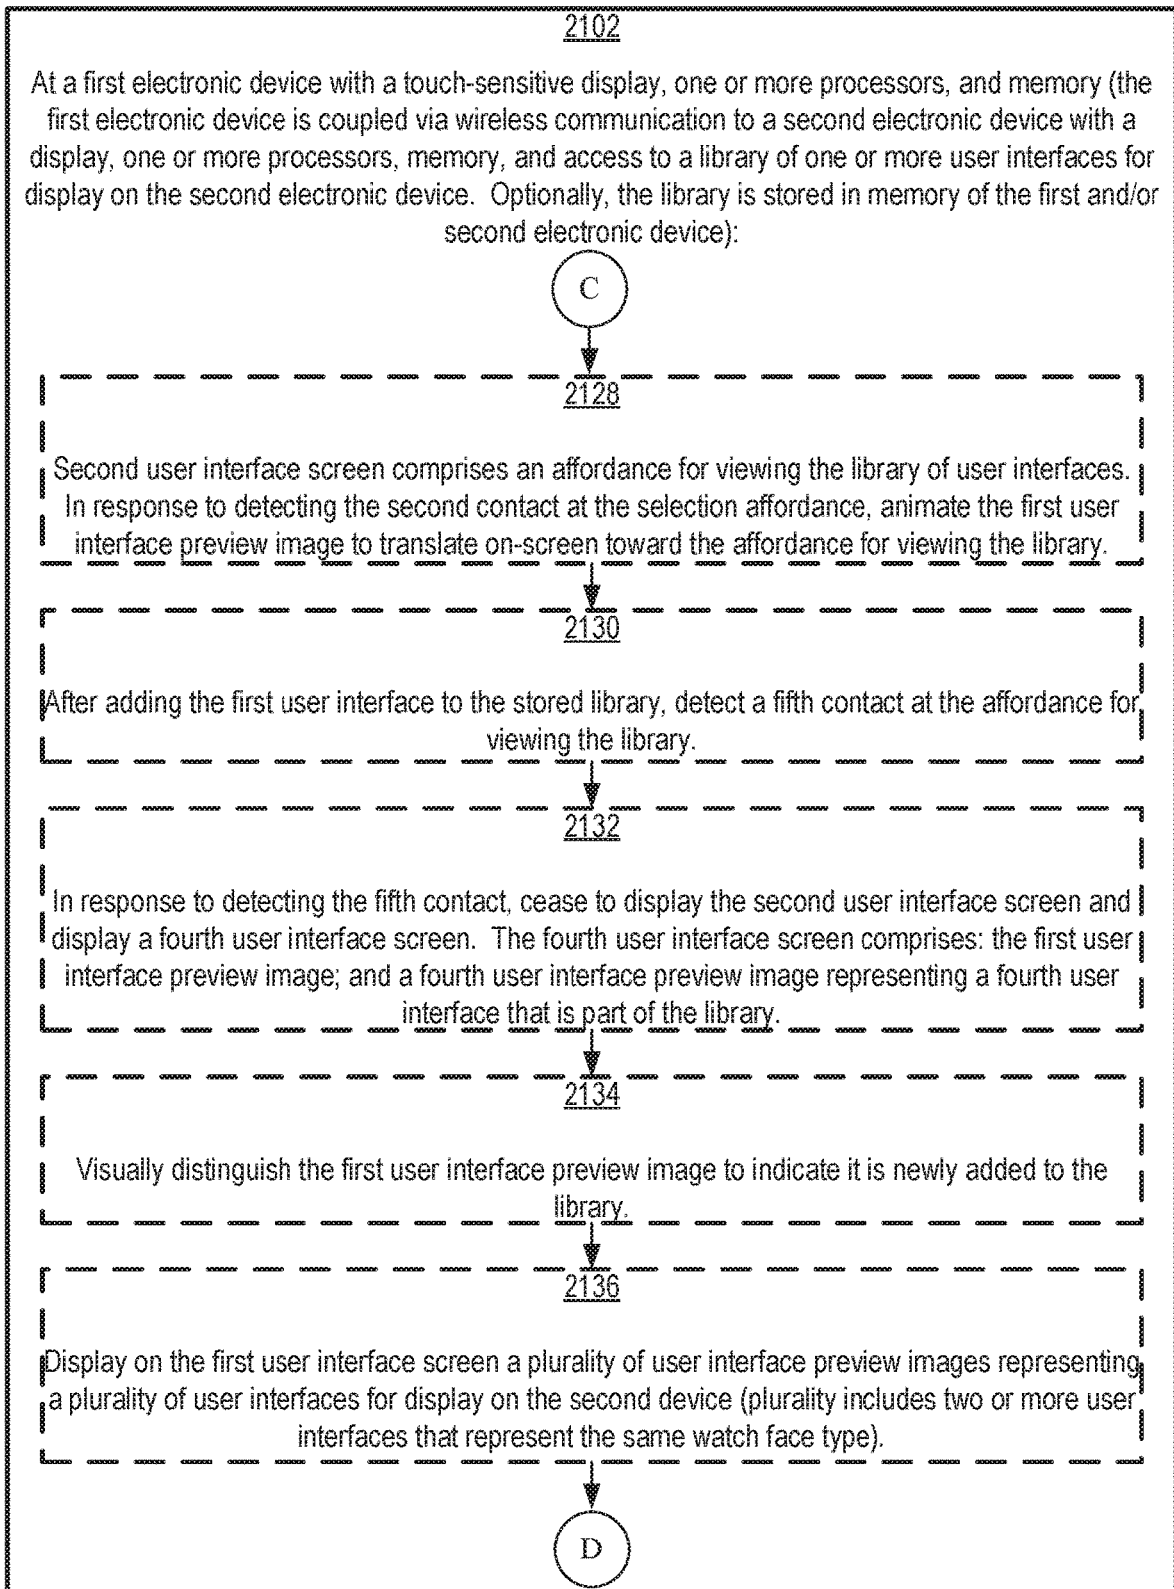 2102
At a first electronic device with a touch-sensitive display, one or more processors, and memory (the
first electronic device is coupled via wireless communication to a second electronic device with a
display, one or more processors, memory, and access to a library of one or more user interfaces for
display on the second electronic device. Optionally, the library is stored in memory of the first and/or
second electronic device):
C
2128
Second user interface screen comprises an affordance for viewing the library of user interfaces.
In response to detecting the second contact at the selection affordance, animate the first user
interface preview image to translate on-screen toward the affordance for viewing the library.
2130
After adding the first user interface to the stored library, detect a fifth contact at the affordance for
viewing the library.
2132
In response to detecting the fifth contact, cease to display the second user interface screen and
display a fourth user interface screen. The fourth user interface screen comprises: the first user
interface preview image; and a fourth user interface preview image representing a fourth user
interface that is part of the library.
2134
Visually distinguish the first user interface preview image to indicate it is newly added to the
library.
2136
Display on the first user interface screen a plurality of user interface preview images representing
a plurality of user interfaces for display on the second device (plurality includes two or more user
interfaces that represent the same watch face type).
D